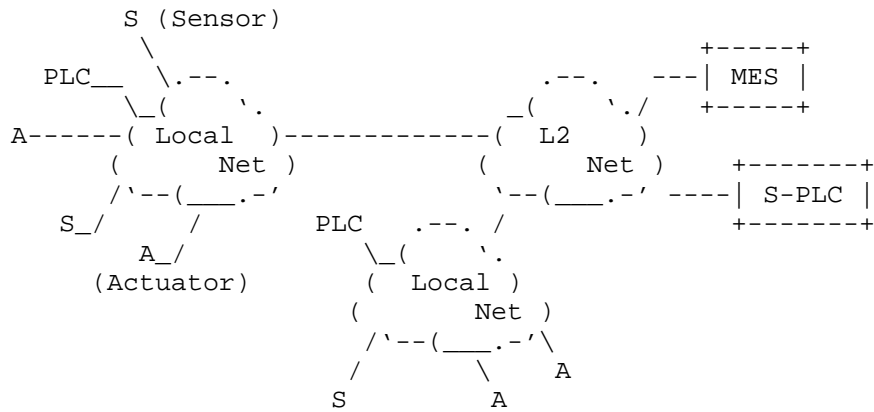 S (Sensor)
PLC MES
A Local L2
Net Net
S PLC S-PLC
A
(Actuator) Local
Net
A
S A